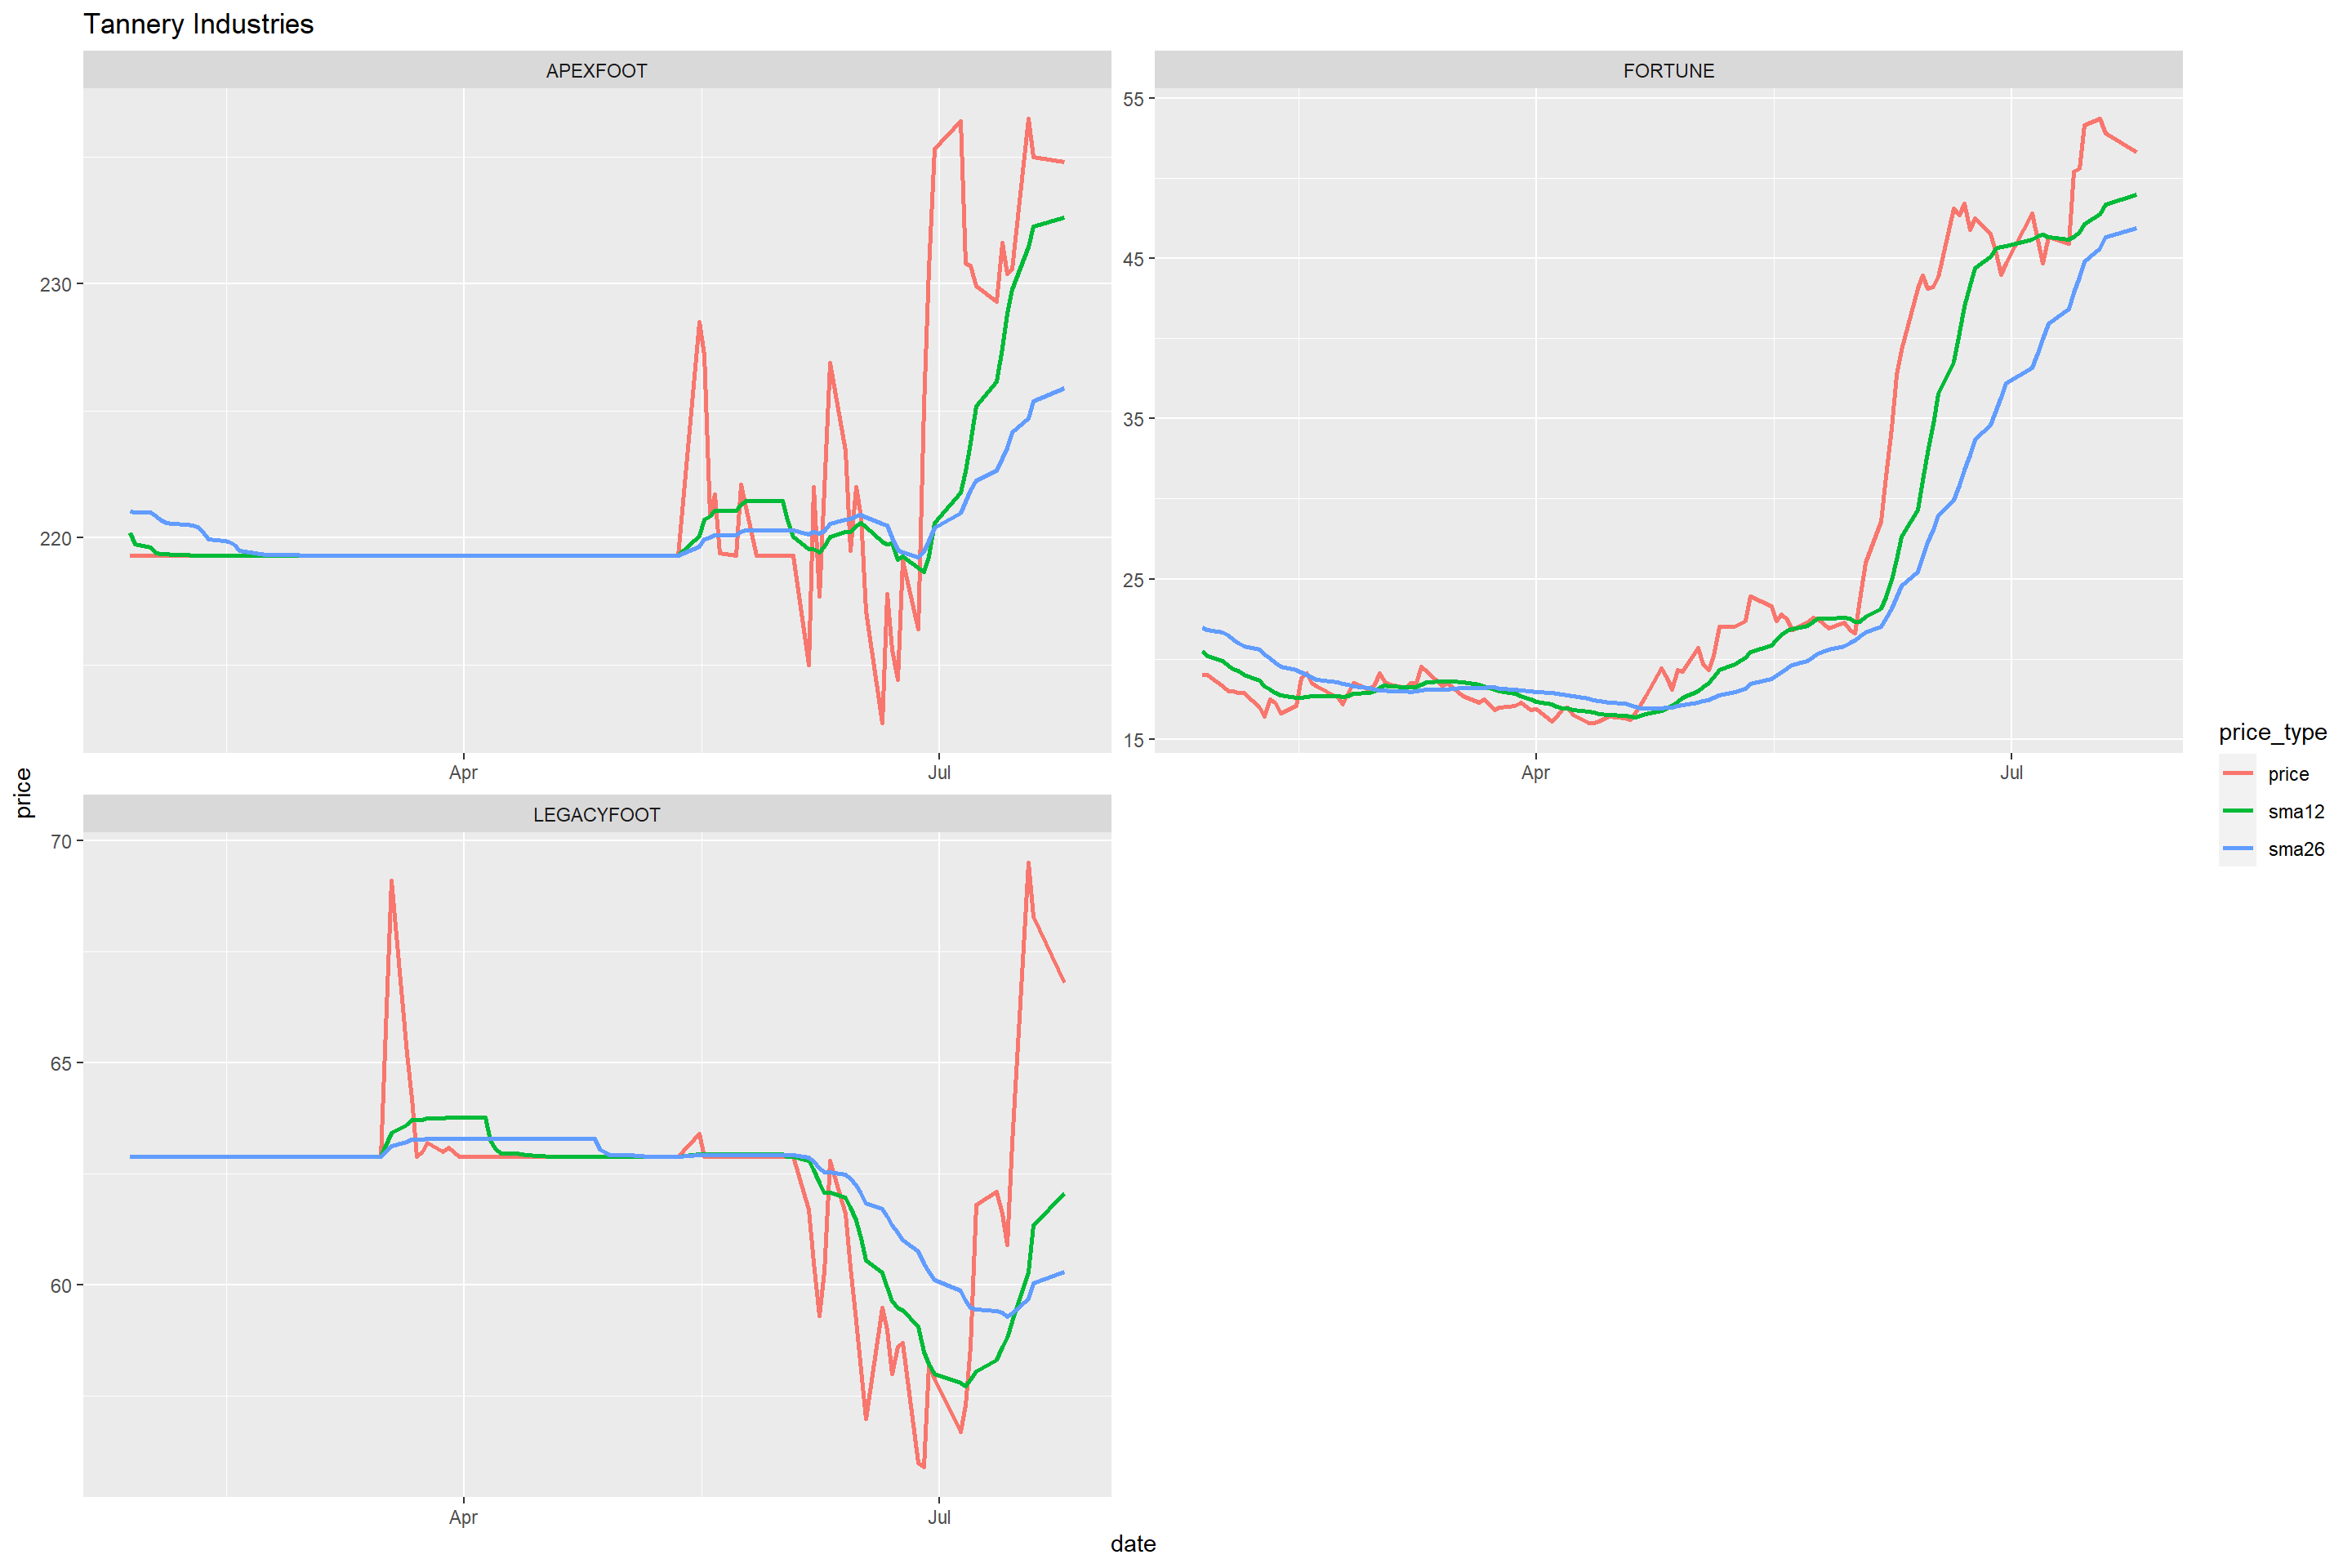 Tannery Industries
APEXFOOT
FORTUNE
230
220
Apr
Jul
55
45
35
25
15
Apr
Jul
price
LEGACYFOOT
70
65
60
Apr
Jul
date
price_type
price
sma12
sma26